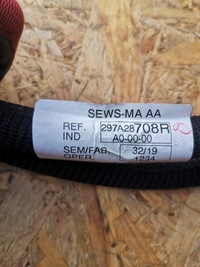 SEWS-MA AA
REF. 297A28708R
IND A0-00-00
SEM/FAB. 32/19
OPER. 1234